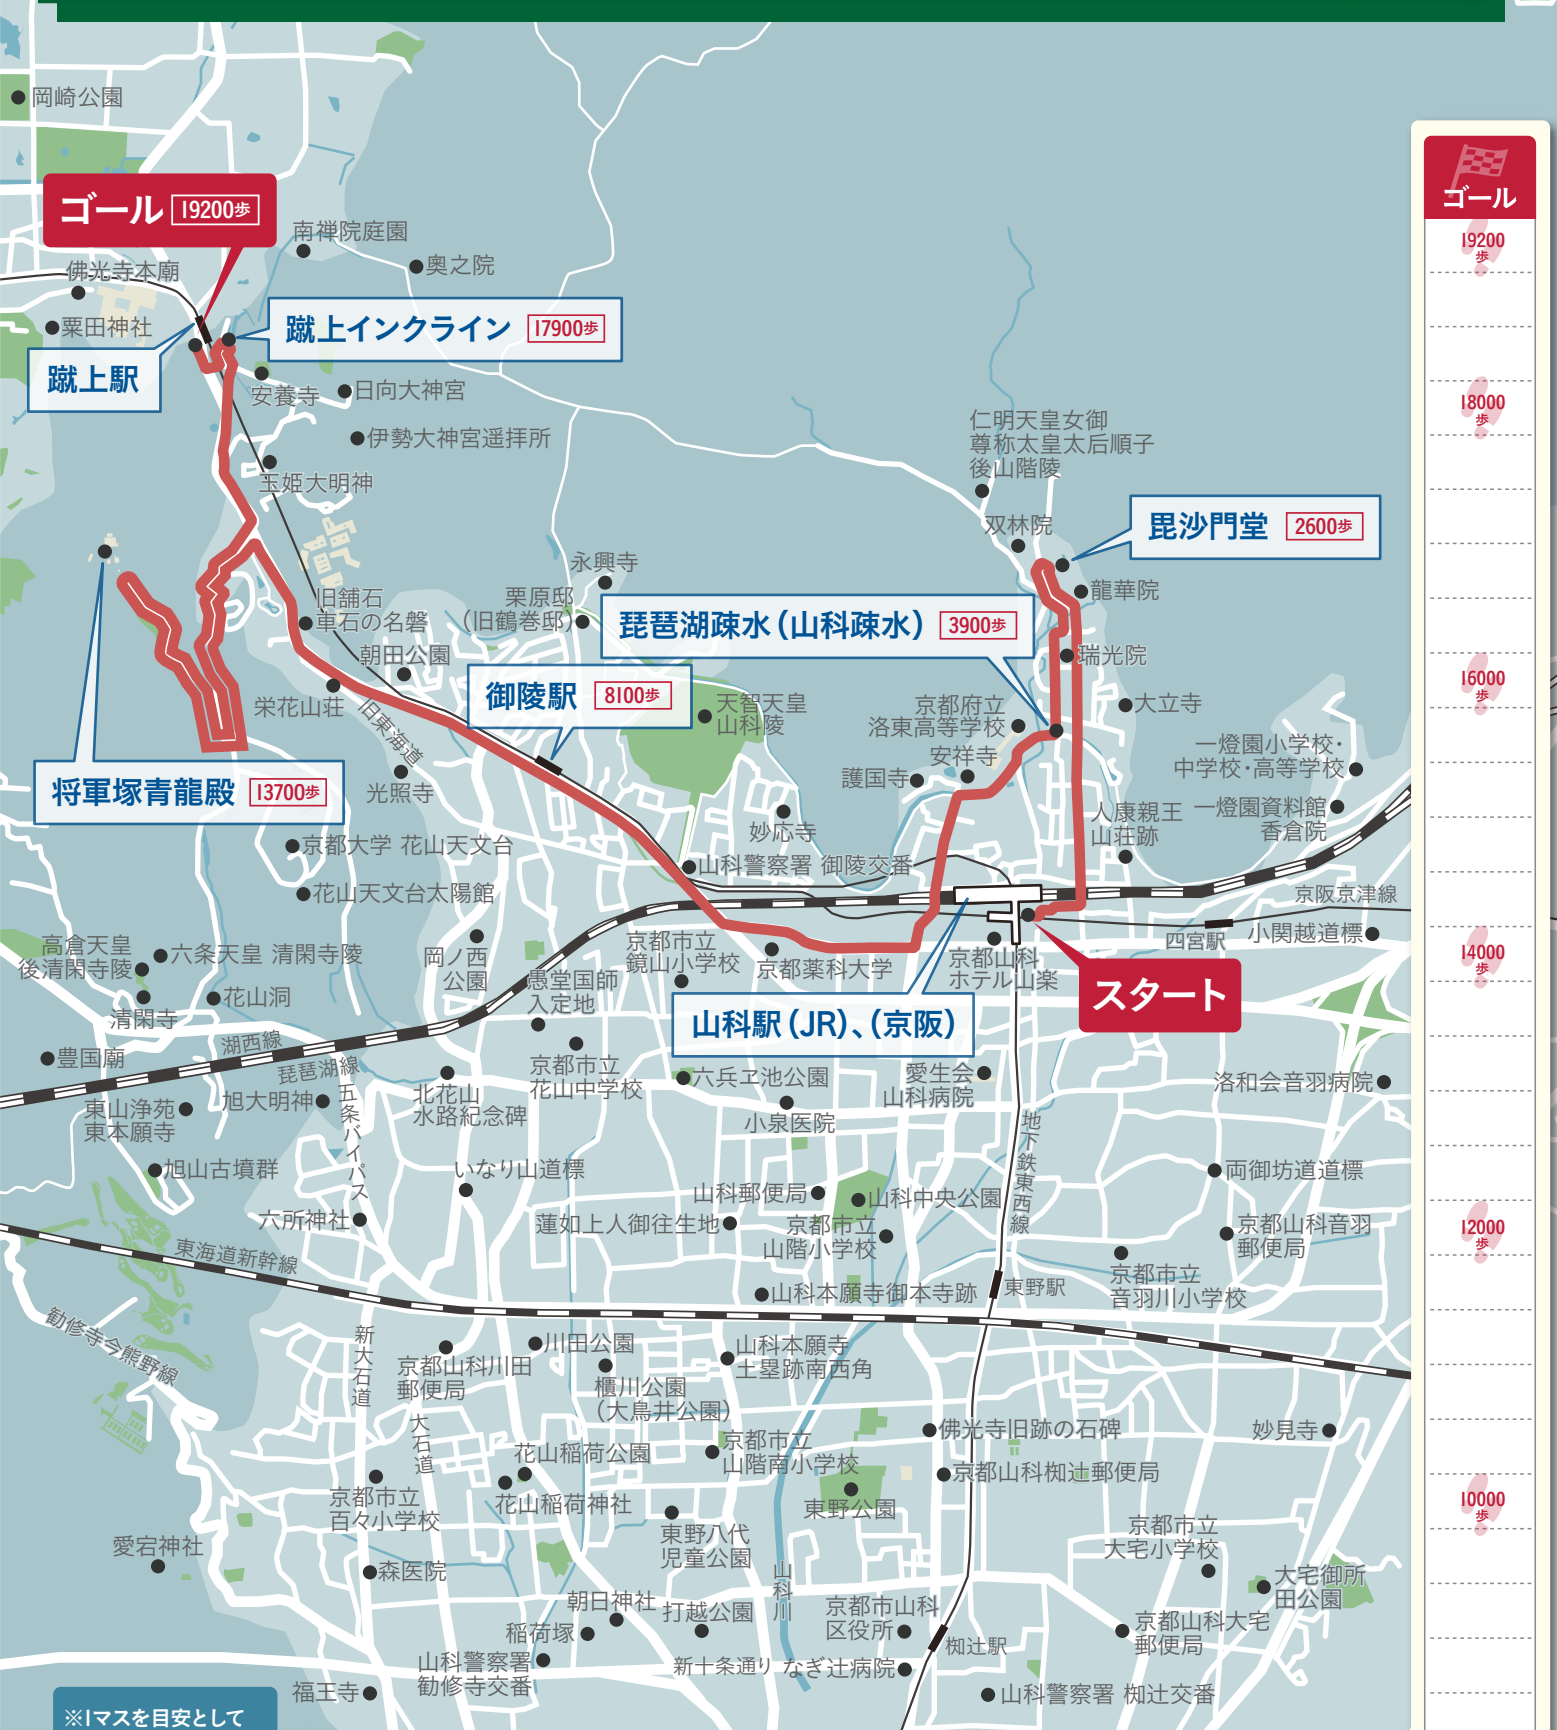 岡崎公園
ゴール 19200歩
南禅院庭園
奥之院
佛光寺本廟
粟田神社
蹴上インクライン 17900歩
蹴上駅
安養寺
日向大神宮
伊勢大神宮遥拝所
玉姫大明神
仁明天皇女御
尊称太皇太后順子
後山階陵
双林院
毘沙門堂 2600歩
龍華院
永興寺
栗原邸
（旧鶴巻邸）
琵琶湖疏水（山科疏水） 3900歩
瑞光院
旧舗石
車石の名磐
朝田公園
御陵駅 8100歩
栄花山荘
旧東海道
天智天皇
山科陵
京都府立
洛東高等学校
大立寺
安祥寺
護国寺
一燈園小学校・
中学校・高等学校
将軍塚青龍殿 13700歩
光照寺
妙応寺
人康親王
山荘跡
一燈園資料館
香倉院
京都大学 花山天文台
山科警察署 御陵交番
花山天文台太陽館
京阪京津線
高倉天皇
後清閑寺陵
六条天皇 清閑寺陵
岡ノ西
公園
京都市立
鏡山小学校
京都薬科大学
京都山科
ホテル山楽
四宮駅
小関越道標
愚堂国師
入定地
花山洞
清閑寺
スタート
山科駅（JR）、（京阪）
湖西線
琵琶湖線
豊国廟
京都市立
花山中学校
六兵ヱ池公園
愛生会
山科病院
洛和会音羽病院
東山浄苑
東本願寺
旭大明神
五条バイパス
北花山
水路紀念碑
小泉医院
地下鉄東西線
旭山古墳群
いなり山道標
山科郵便局
山科中央公園
両御坊道道標
六所神社
蓮如上人御往生地
京都市立
山階小学校
京都山科音羽
郵便局
東海道新幹線
山科本願寺御本寺跡
東野駅
京都市立
音羽川小学校
勧修寺今熊野線
新大石道
京都山科川田
郵便局
川田公園
櫃川公園
（大鳥井公園）
山科本願寺
土塁跡南西角
大石道
花山稲荷公園
京都市立
山階南小学校
佛光寺旧跡の石碑
妙見寺
京都山科椥辻郵便局
京都市立
百々小学校
花山稲荷神社
東野公園
東野八代
児童公園
京都市立
大宅小学校
愛宕神社
森医院
山科川
大宅御所
田公園
朝日神社
打越公園
京都市山科
区役所
京都山科大宅
郵便局
稲荷塚
椥辻駅
山科警察署
勧修寺交番
新十条通り
なぎ辻病院
福王寺
山科警察署 椥辻交番
※1マスを目安として
ゴール
19200
歩
18000
歩
16000
歩
14000
歩
12000
歩
10000
歩